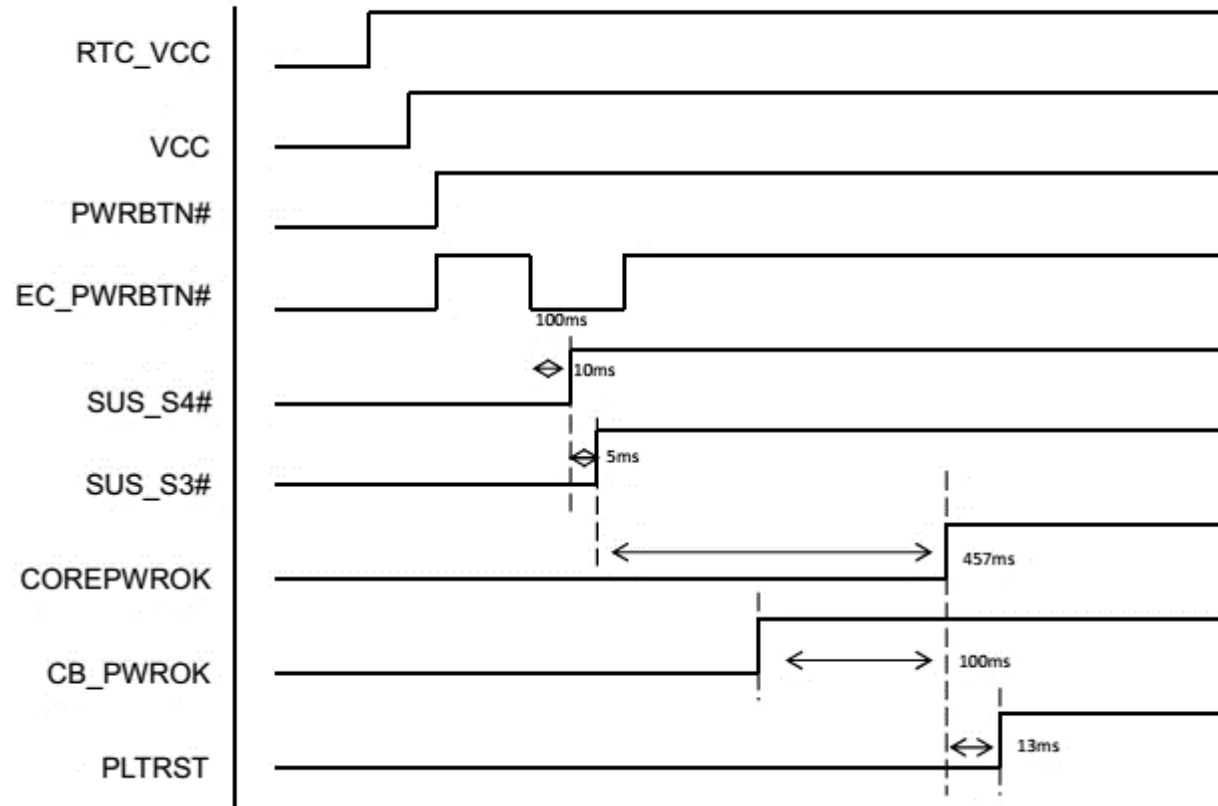 RTC_VCC
VCC
PWRBTN#
EC_PWRBTN#
100ms
10ms
SUS_S4#
5ms
SUS_S3#
457ms
COREPWROK
100ms
CB_PWROK
13ms
PLTRST